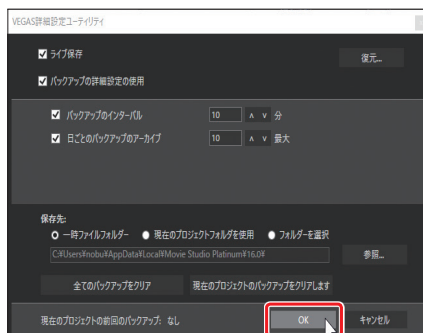 VEGAS詳細設定ユーティリティ
ライブ保存
復元...
バックアップの詳細設定の使用
バックアップのインターバル 10 分
日ごとのバックアップのアーカイブ 10 最大
保存先:
一時ファイルフォルダー 現在のプロジェクトフォルダを使用 フォルダーを選択
C:¥Users¥nobu¥AppData¥Local¥Movie Studio Platinum¥16.0¥ 参照...
全てのバックアップをクリア 現在のプロジェクトのバックアップをクリアします
現在のプロジェクトの前回のバックアップ: なし OK キャンセル